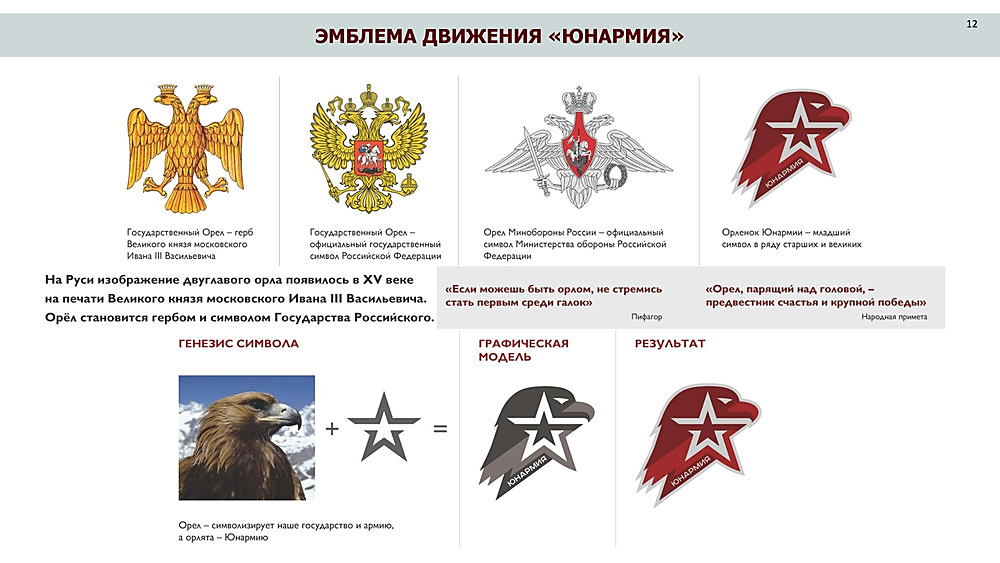 12
ЭМБЛЕМА ДВИЖЕНИЯ «ЮНАРМИЯ»
ЮНАРМИЯ
Государственный Орел – герб
Великого князя московского
Ивана III Васильевича
Государственный Орел –
официальный государственный
символ Российской Федерации
Орел Минобороны России – официальный
символ Министерства обороны Российской
Федерации
Орленок Юнармии – младший
символ в ряду старших и великих
На Руси изображение двуглавого орла появилось в XV веке
на печати Великого князя московского Ивана III Васильевича.
Орёл становится гербом и символом Государства Российского.
«Если можешь быть орлом, не стремись
стать первым среди галок»
Пифагор
«Орел, парящий над головой, –
предвестник счастья и крупной победы»
Народная примета
ГЕНЕЗИС СИМВОЛА
+
=
Орел – символизирует наше государство и армию,
а орлята – Юнармию
ГРАФИЧЕСКАЯ
МОДЕЛЬ
ЮНАРМИЯ
РЕЗУЛЬТАТ
ЮНАРМИЯ